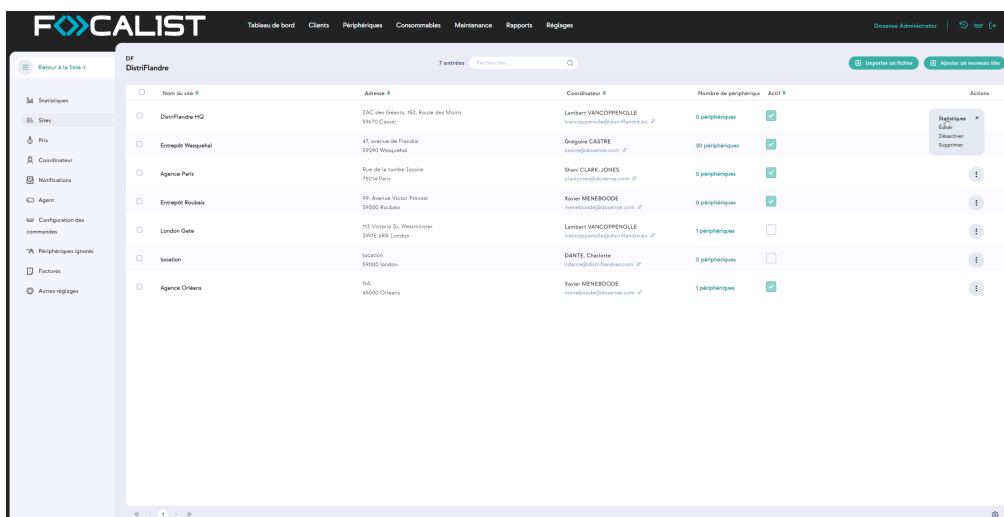 FOCALIST
Tableau de bord Clients Périphériques Consommables Maintenance Rapports Réglages
Doxense Administrator
Retour à la liste <
DF
DistriFlandre
7 entrées Rechercher...
Importer un fichier Ajouter un nouveau site
Statistiques
Sites
Prix
Coordinateur
Notifications
Agent
Configuration des
commandes
Périphériques ignorés
Factures
Autres réglages
Nom du site Adresse Coordinateur Nombre de périphérique Actif Actions
DistriFlandre HQ
ZAC des Géants, 150, Route des Monts
59670 Cassel
Lambert VANCOPPENOLLE
lvancoppenolle@distriflandre.eu
0 périphériques
Statistiques ×
Éditer
Désactiver
Supprimer
Entrepôt Wasquehal
47, avenue de Flandre
59290 Wasquehal
Grégoire CASTRE
castre@doxense.com
20 périphériques
Agence Paris
Rue de la tombe Issoire
75014 Paris
Shani CLARK-JONES
clarkjones@doxense.com
2 périphériques
Entrepôt Roubaix
99, Avenue Victor Provost
59200 Roubaix
Xavier MENEBOODE
meneboode@doxense.com
0 périphériques
London Gate
113 Victoria St, Westminster
SW1E 6RA London
Lambert VANCOPPENOLLE
lvancoppenolle@distriflandre.eu
1 périphériques
location
location
59000 london
DANTE, Charlotte
cdante@distriflandres.com
0 périphériques
Agence Orléans
NA
45000 Orléans
Xavier MENEBOODE
meneboode@doxense.com
1 périphériques
1